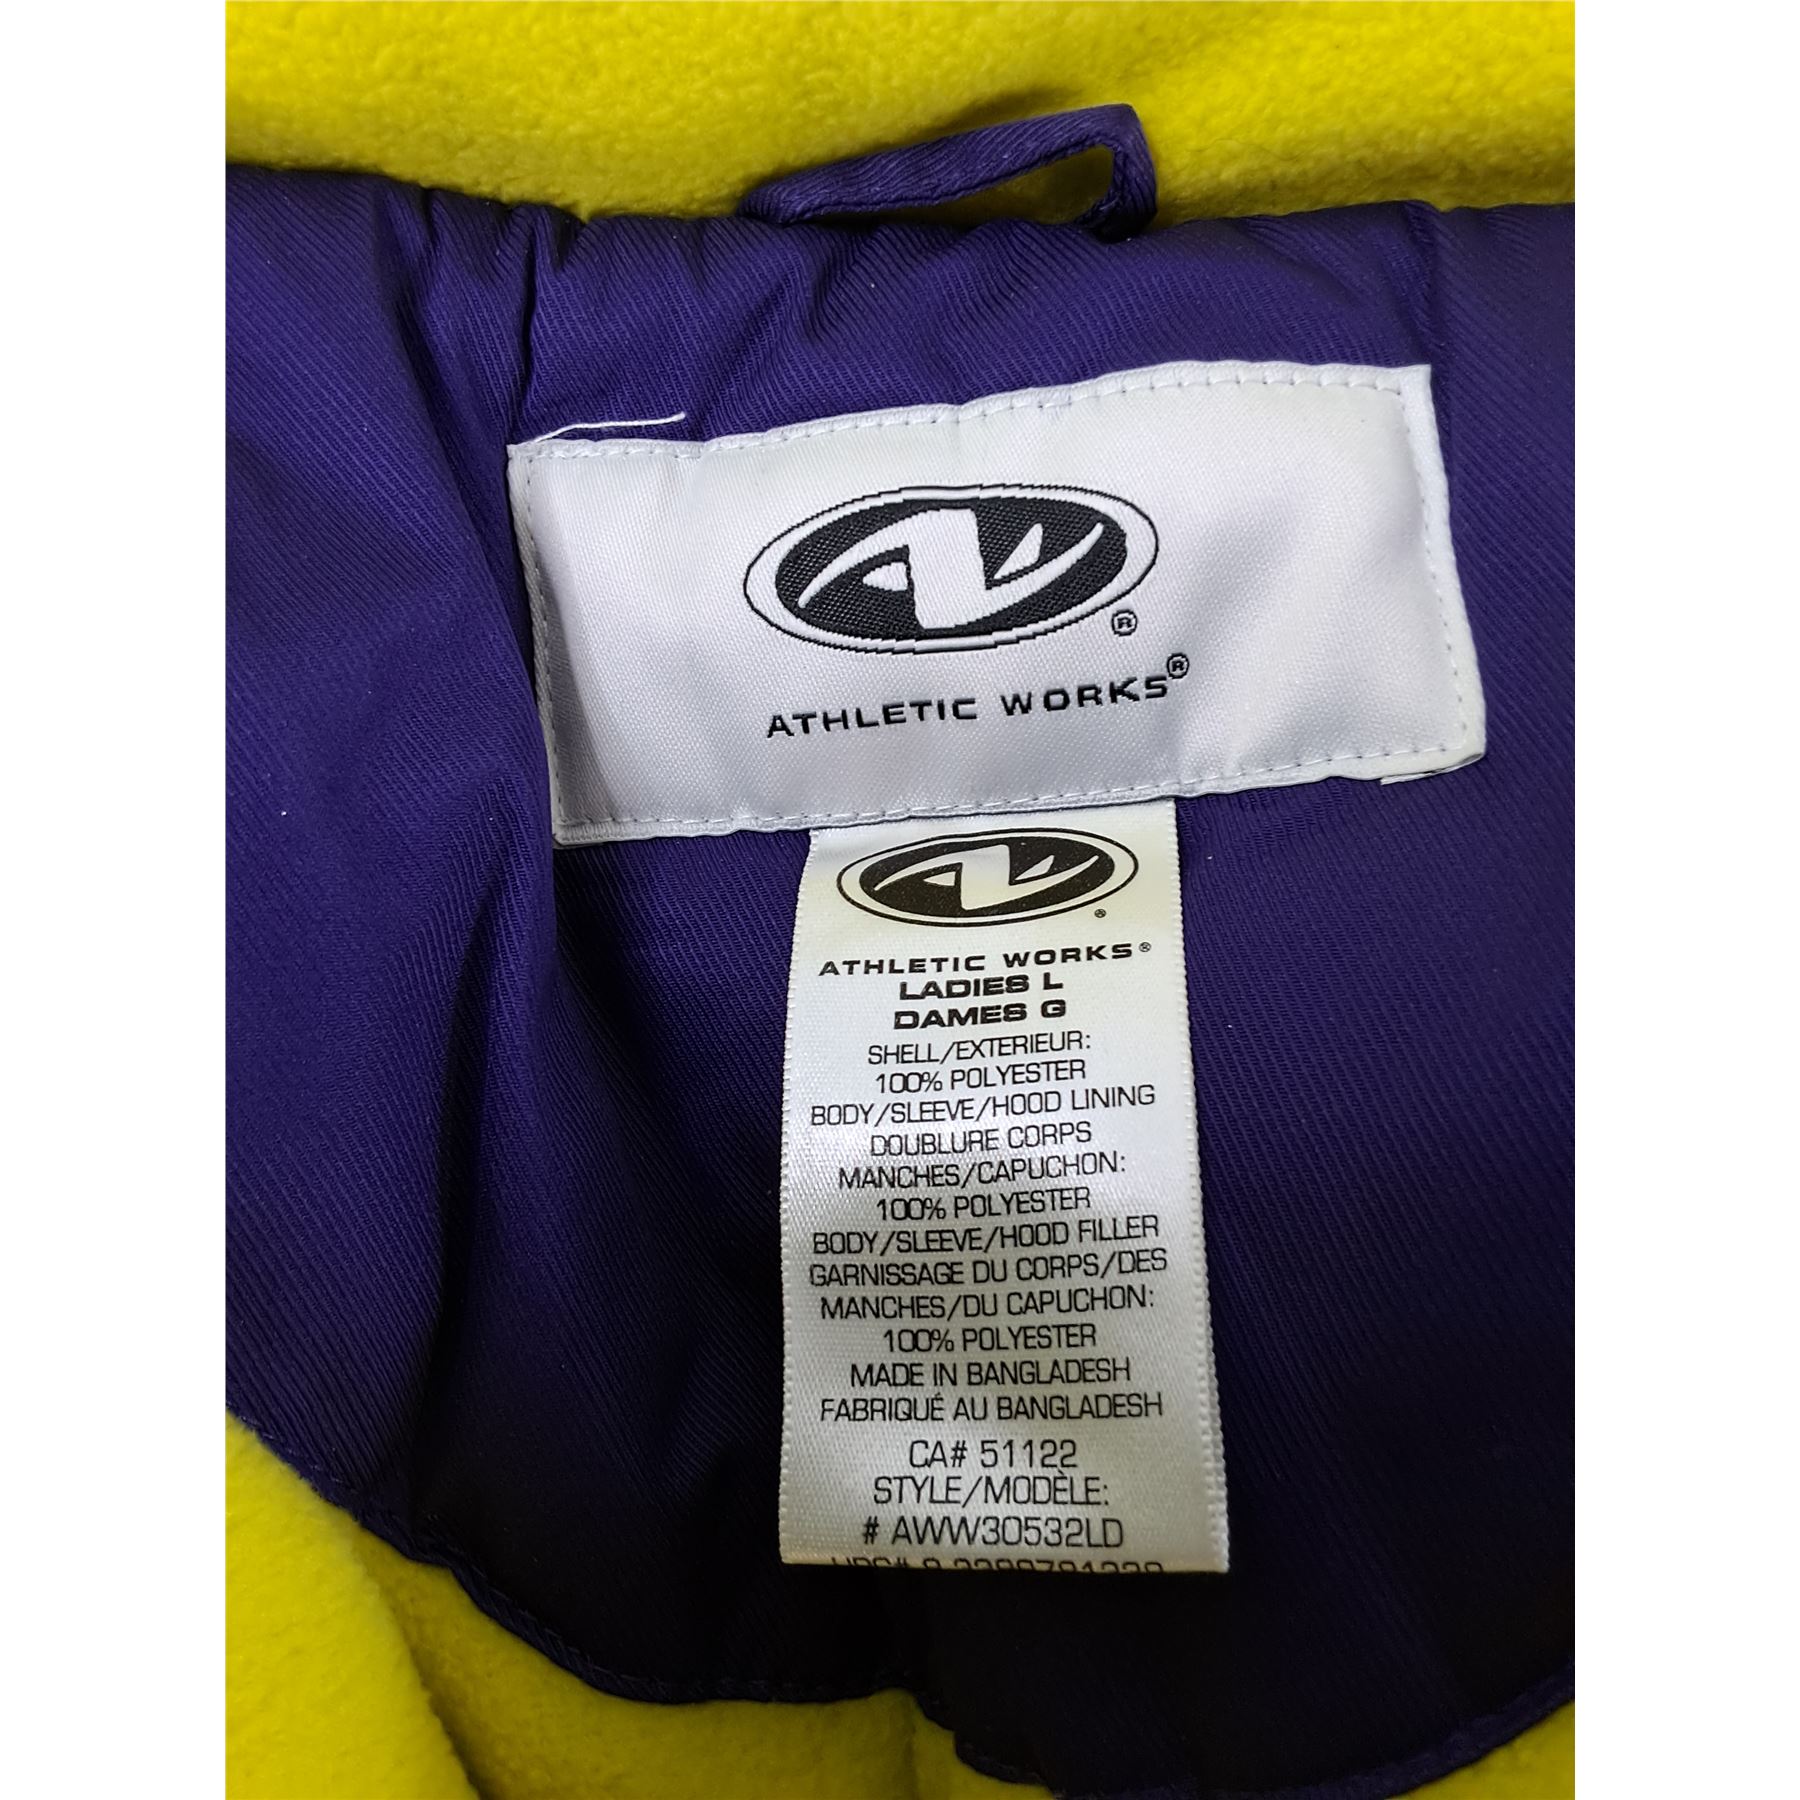 ®
ATHLETIC WORKS®
®
ATHLETIC WORKS®
LADIES L
DAMES G
SHELL/EXTERIEUR:
100% POLYESTER
BODY/SLEEVE/HOOD LINING
DOUBLURE CORPS
MANCHES/CAPUCHON:
100% POLYESTER
BODY/SLEEVE/HOOD FILLER
GARNISSAGE DU CORPS/DES
MANCHES/DU CAPUCHON:
100% POLYESTER
MADE IN BANGLADESH
FABRIQUÉ AU BANGLADESH
CA# 51122
STYLE/MODÈLE:
# AWW30532LD